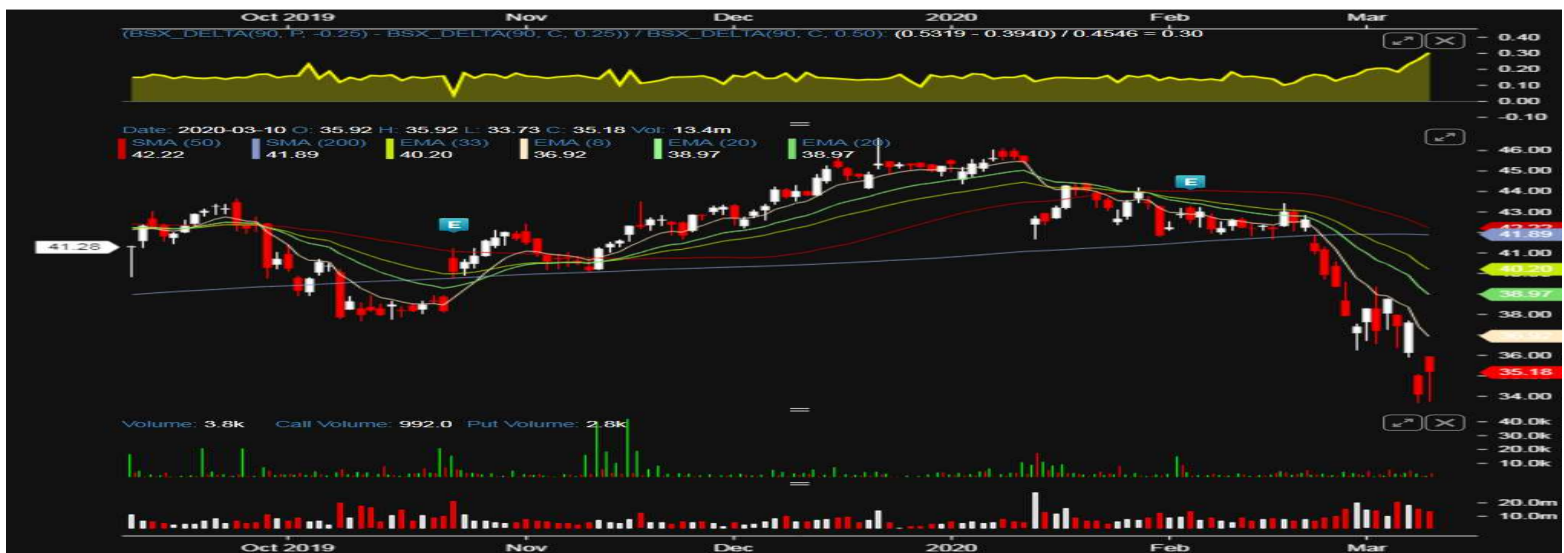 Oct 2019 Nov Dec 2020 Feb Mar
(BSX_DELTA(90, P, -0.25) - BSX_DELTA(90, C, 0.25)) / BSX_DELTA(90, C, 0.50): (0.5319 - 0.3940) / 0.4546 = 0.30
0.40
0.30
0.20
0.10
0.00
-0.10
Date: 2020-03-10 O: 35.92 H: 35.92 L: 33.73 C: 35.18 Vol: 13.4m
SMA (50) SMA (200) EMA (33) EMA (8) EMA (20) EMA (20)
42.22 41.89 40.20 36.92 38.97 38.97
46.00
45.00
44.00
43.00
42.22
41.89
41.28
41.00
40.20
38.97
38.00
36.92
36.00
35.18
34.00
E
E
Volume: 3.8k Call Volume: 992.0 Put Volume: 2.8k
40.0k
30.0k
20.0k
10.0k
20.0m
10.0m
Oct 2019 Nov Dec 2020 Feb Mar